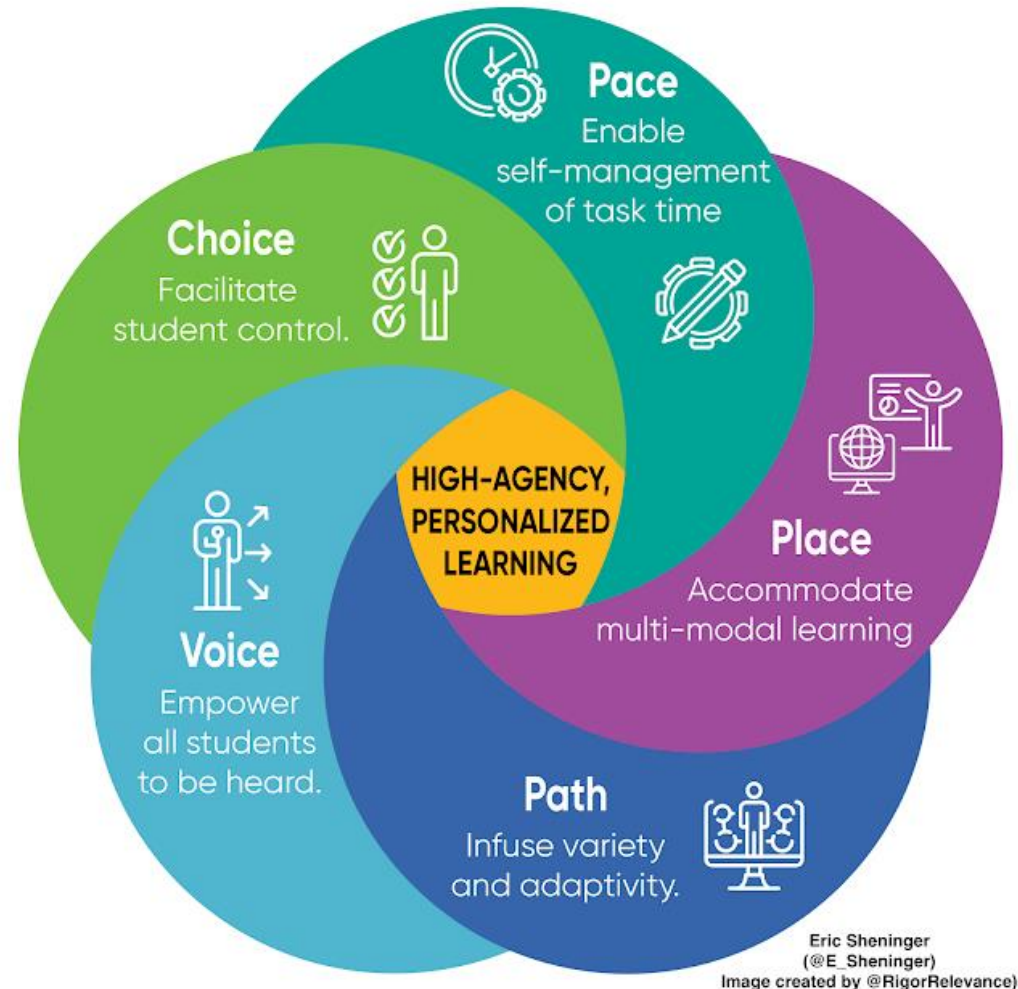 Pace
Enable
self-management
of task time
Choice
Facilitate
student control.
HIGH-AGENCY,
PERSONALIZED
LEARNING
Place
Accommodate
multi-modal learning
Voice
Empower
all students
to be heard.
Path
Infuse variety
and adaptivity.
Eric Sheninger
(@E_Sheninger)
Image created by @RigorRelevance)